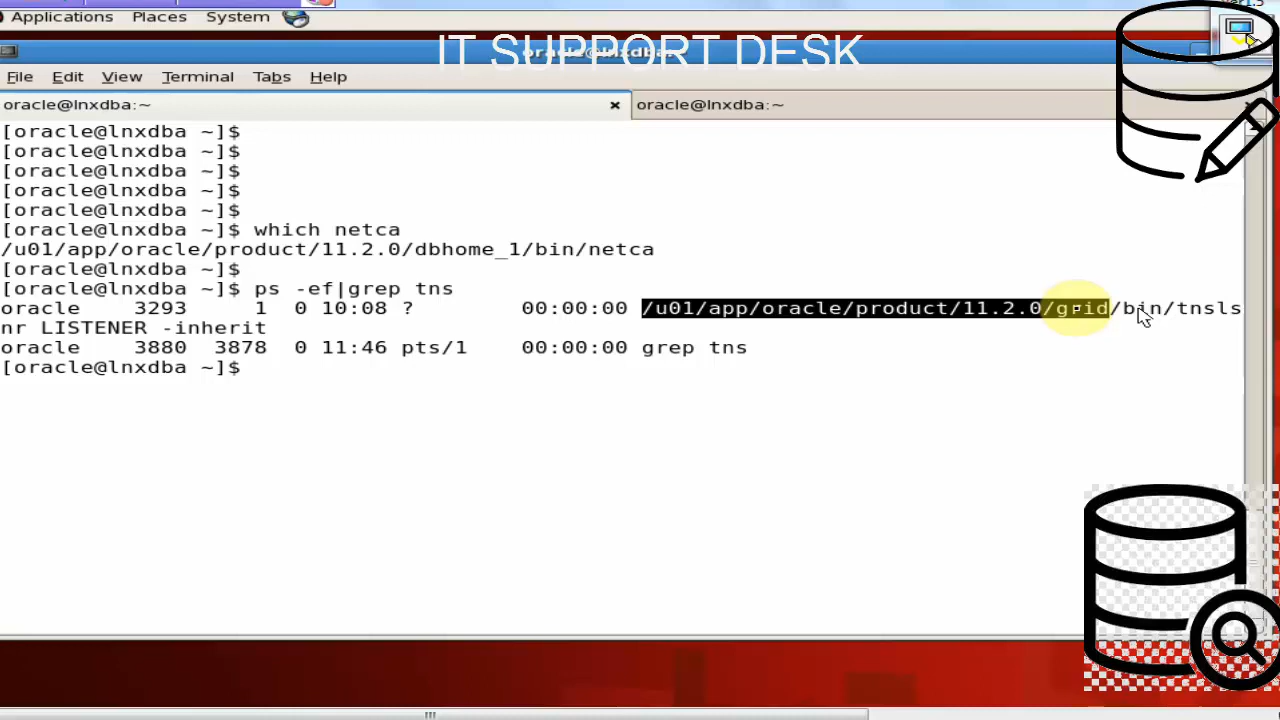 ver1.5
Applications Places System
IT SUPPORT DESK
File Edit View Terminal Tabs Help
oracle@lnxdba:~ oracle@lnxdba:~
[oracle@lnxdba ~]$
[oracle@lnxdba ~]$
[oracle@lnxdba ~]$
[oracle@lnxdba ~]$
[oracle@lnxdba ~]$
[oracle@lnxdba ~]$ which netca
/u01/app/oracle/product/11.2.0/dbhome_1/bin/netca
[oracle@lnxdba ~]$
[oracle@lnxdba ~]$ ps -ef|grep tns
oracle 3293 1 0 10:08 ? 00:00:00 /u01/app/oracle/product/11.2.0/grid/bin/tnsls
nr LISTENER -inherit
oracle 3880 3878 0 11:46 pts/1 00:00:00 grep tns
[oracle@lnxdba ~]$